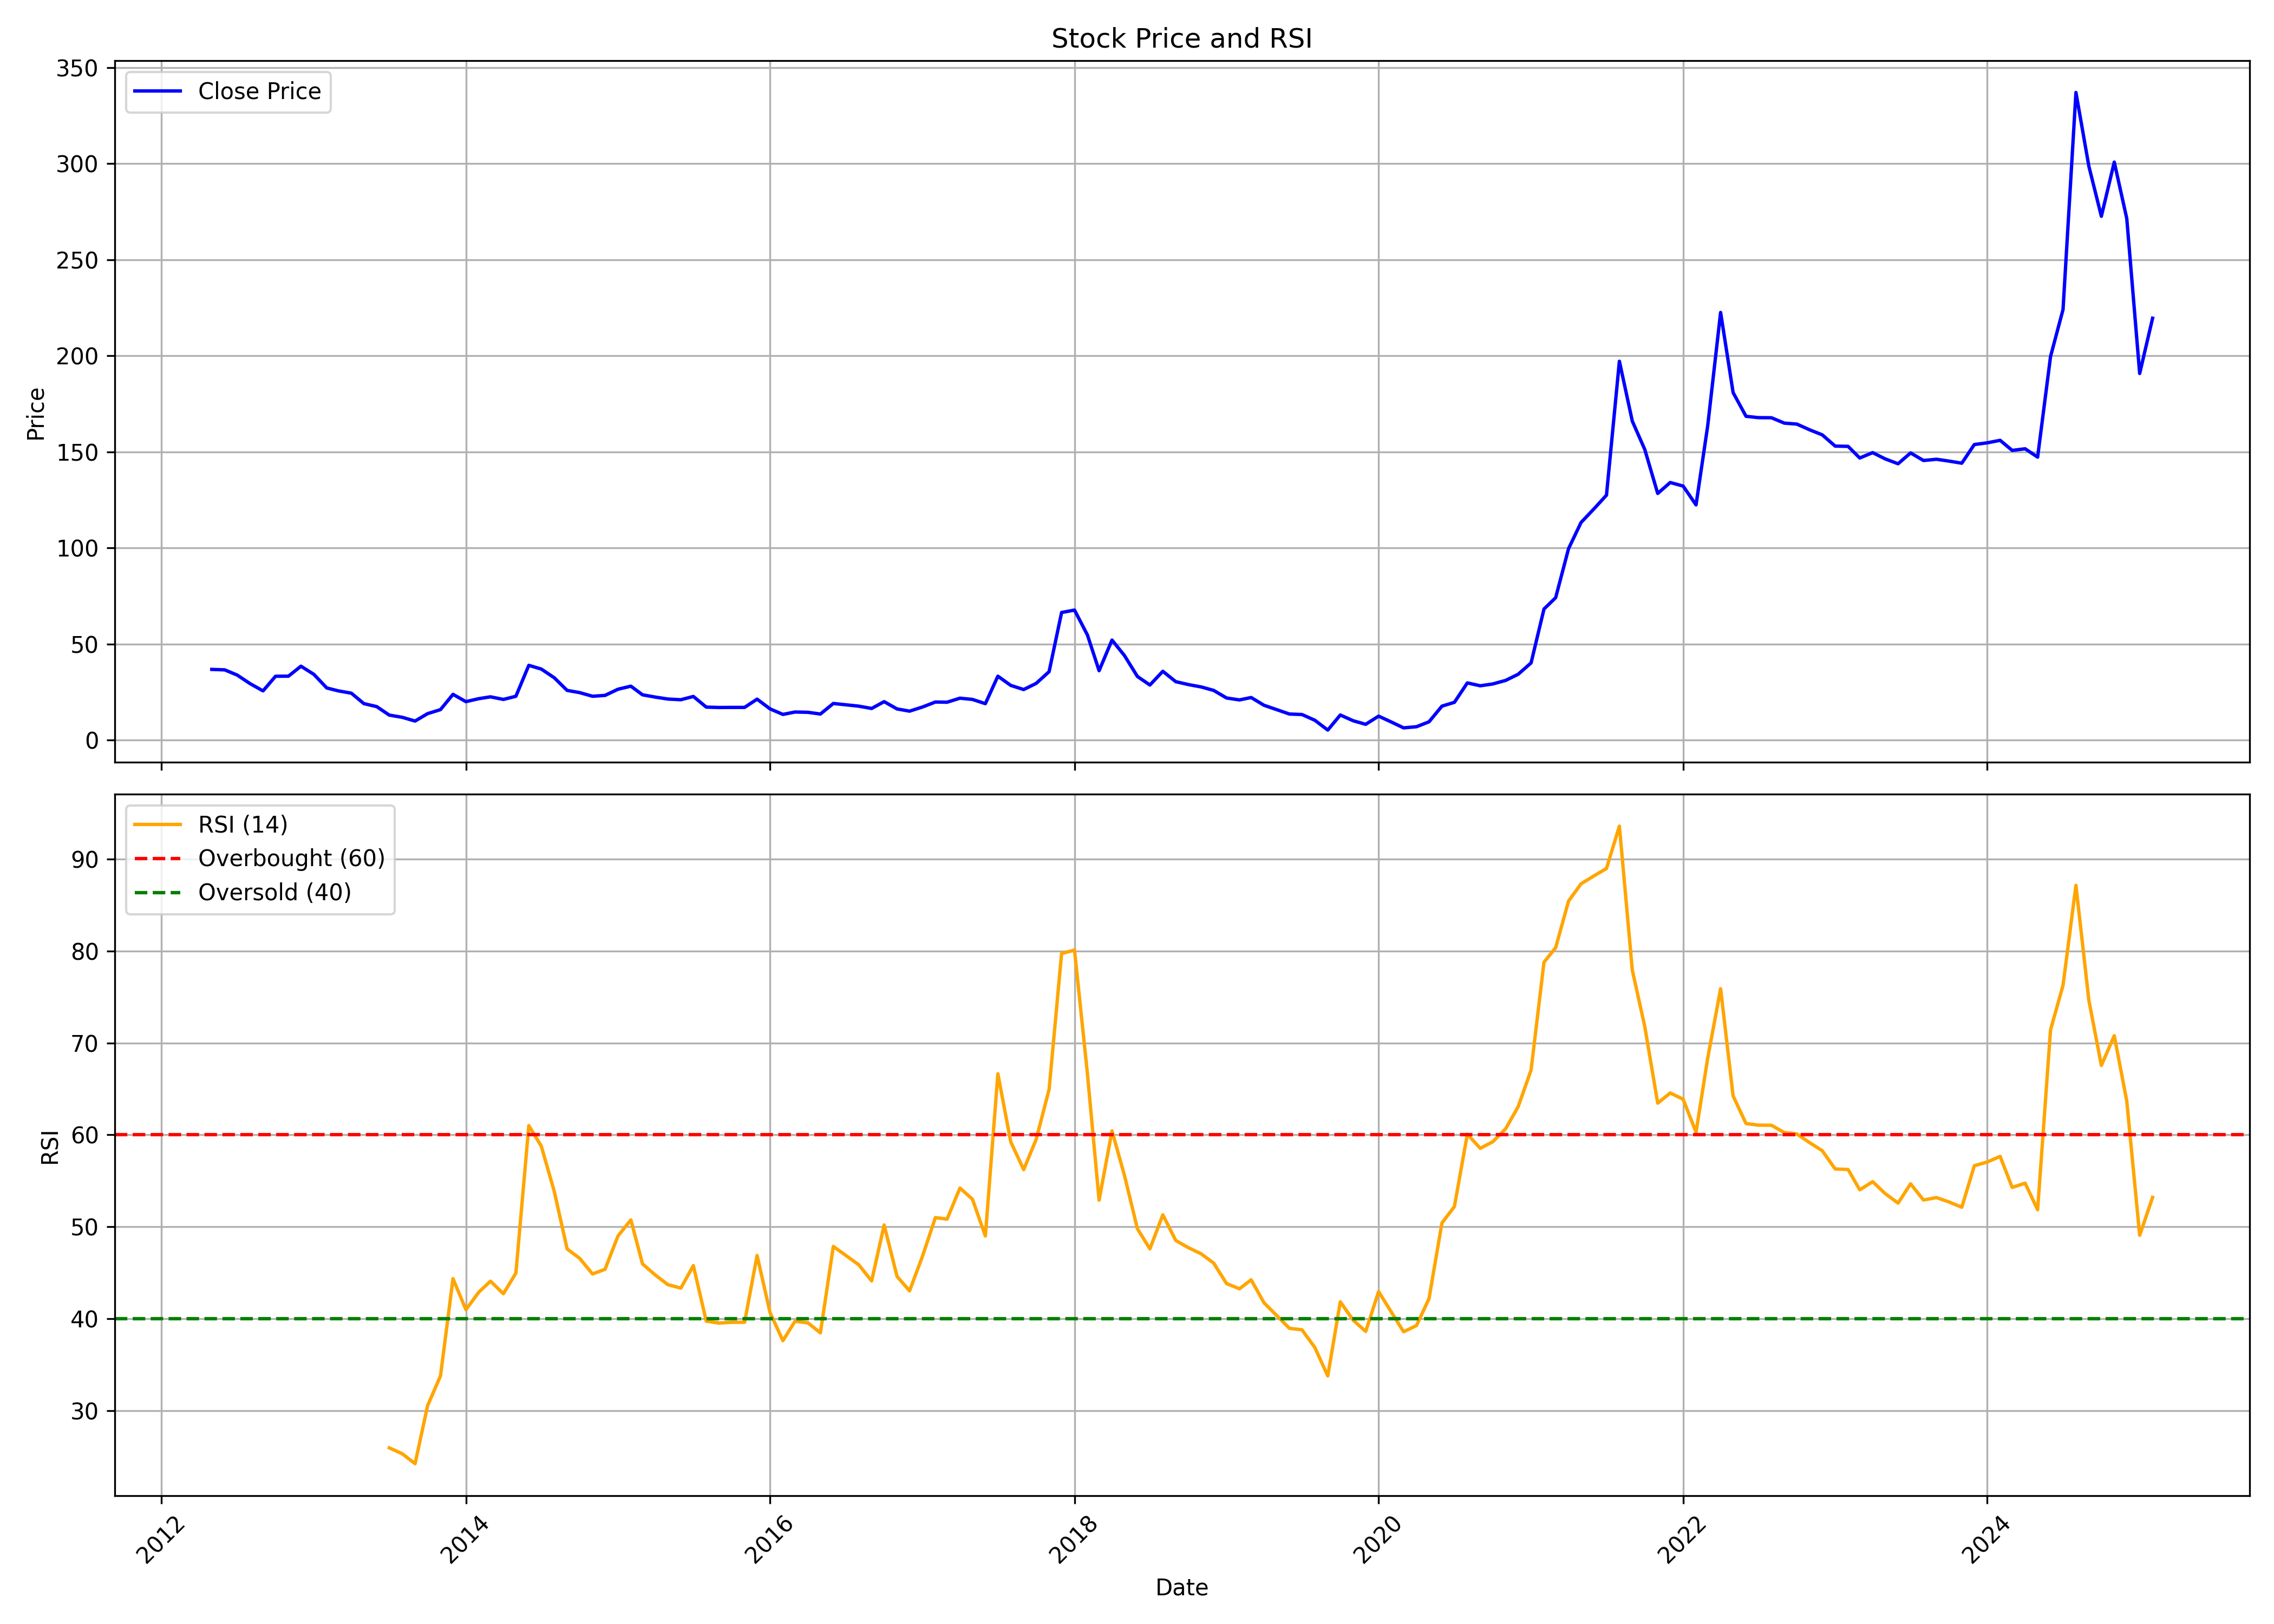 Stock Price and RSI
350
300
250
200
150
100
50
0
Price
Close Price
90
80
70
60
50
40
30
RSI
RSI (14)
Overbought (60)
Oversold (40)
2012
2014
2016
2018
2020
2022
2024
Date